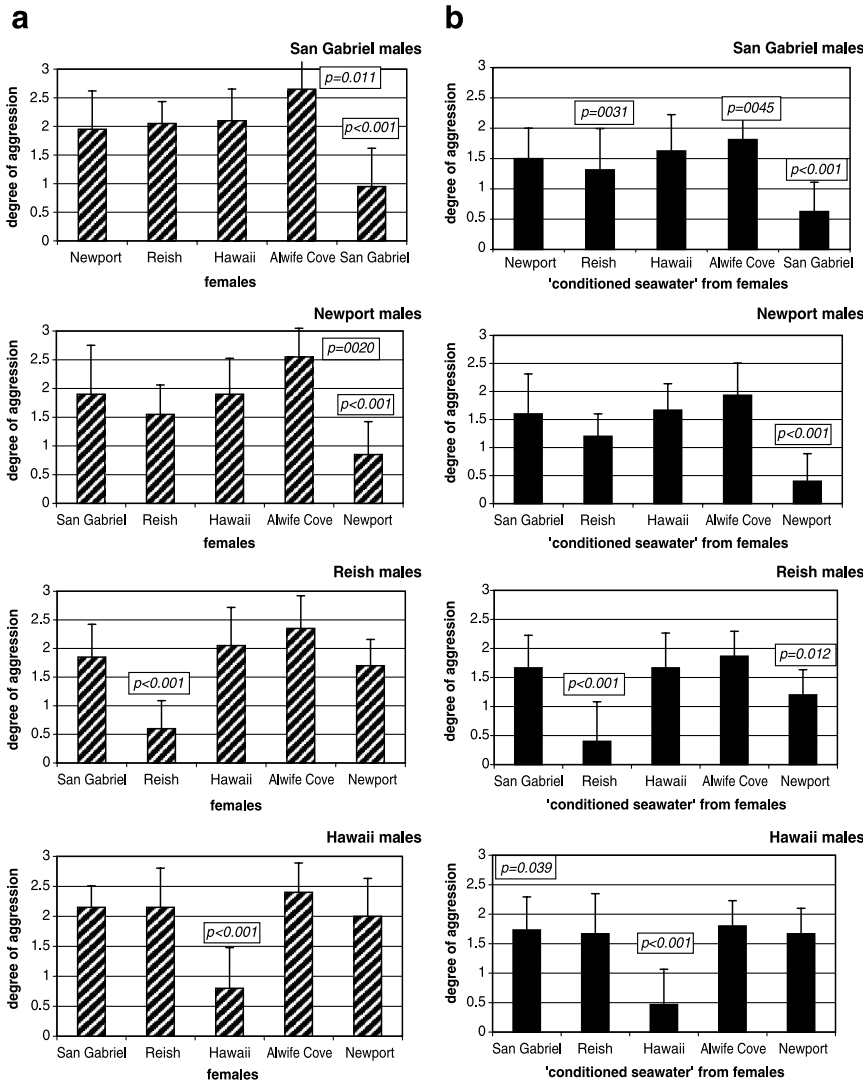 a
San Gabriel males
degree of aggression
3
2.5
2
1.5
1
0.5
0
p=0.011
p<0.001
Newport Reish Hawaii Alwife Cove San Gabriel
females
Newport males
degree of aggression
3
2.5
2
1.5
1
0.5
0
p=0020
p<0.001
San Gabriel Reish Hawaii Alwife Cove Newport
females
Reish males
degree of aggression
3
2.5
2
1.5
1
0.5
0
p<0.001
San Gabriel Reish Hawaii Alwife Cove Newport
females
Hawaii males
degree of aggression
3
2.5
2
1.5
1
0.5
0
p<0.001
San Gabriel Reish Hawaii Alwife Cove Newport
females
b
San Gabriel males
degree of aggression
3
2.5
2
1.5
1
0.5
0
p=0031
p=0045
p<0.001
Newport Reish Hawaii Alwife Cove San Gabriel
'conditioned seawater' from females
Newport males
degree of aggression
3
2.5
2
1.5
1
0.5
0
p<0.001
San Gabriel Reish Hawaii Alwife Cove Newport
'conditioned seawater' from females
Reish males
degree of aggression
3
2.5
2
1.5
1
0.5
0
p<0.001
p=0.012
San Gabriel Reish Hawaii Alwife Cove Newport
'conditioned seawater' from females
Hawaii males
degree of aggression
3
2.5
2
1.5
1
0.5
0
p=0.039
p<0.001
San Gabriel Reish Hawaii Alwife Cove Newport
'conditioned seawater' from females